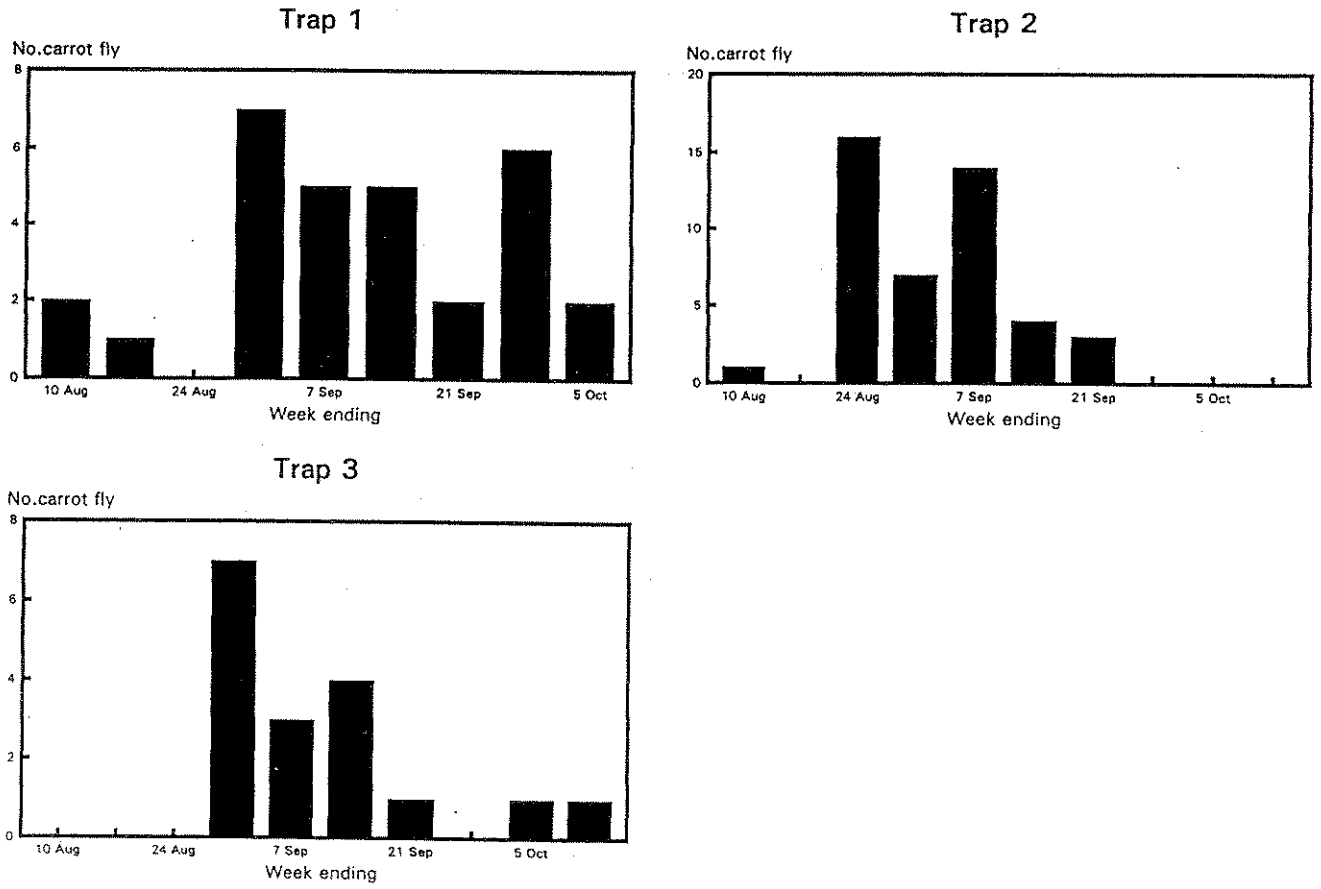 Trap 1
No.carrot fly
8
6
4
2
0
10 Aug 24 Aug 7 Sep 21 Sep 5 Oct
Week ending
Trap 2
No.carrot fly
20
15
10
5
0
10 Aug 24 Aug 7 Sep 21 Sep 5 Oct
Week ending
Trap 3
No.carrot fly
8
6
4
2
0
10 Aug 24 Aug 7 Sep 21 Sep 5 Oct
Week ending